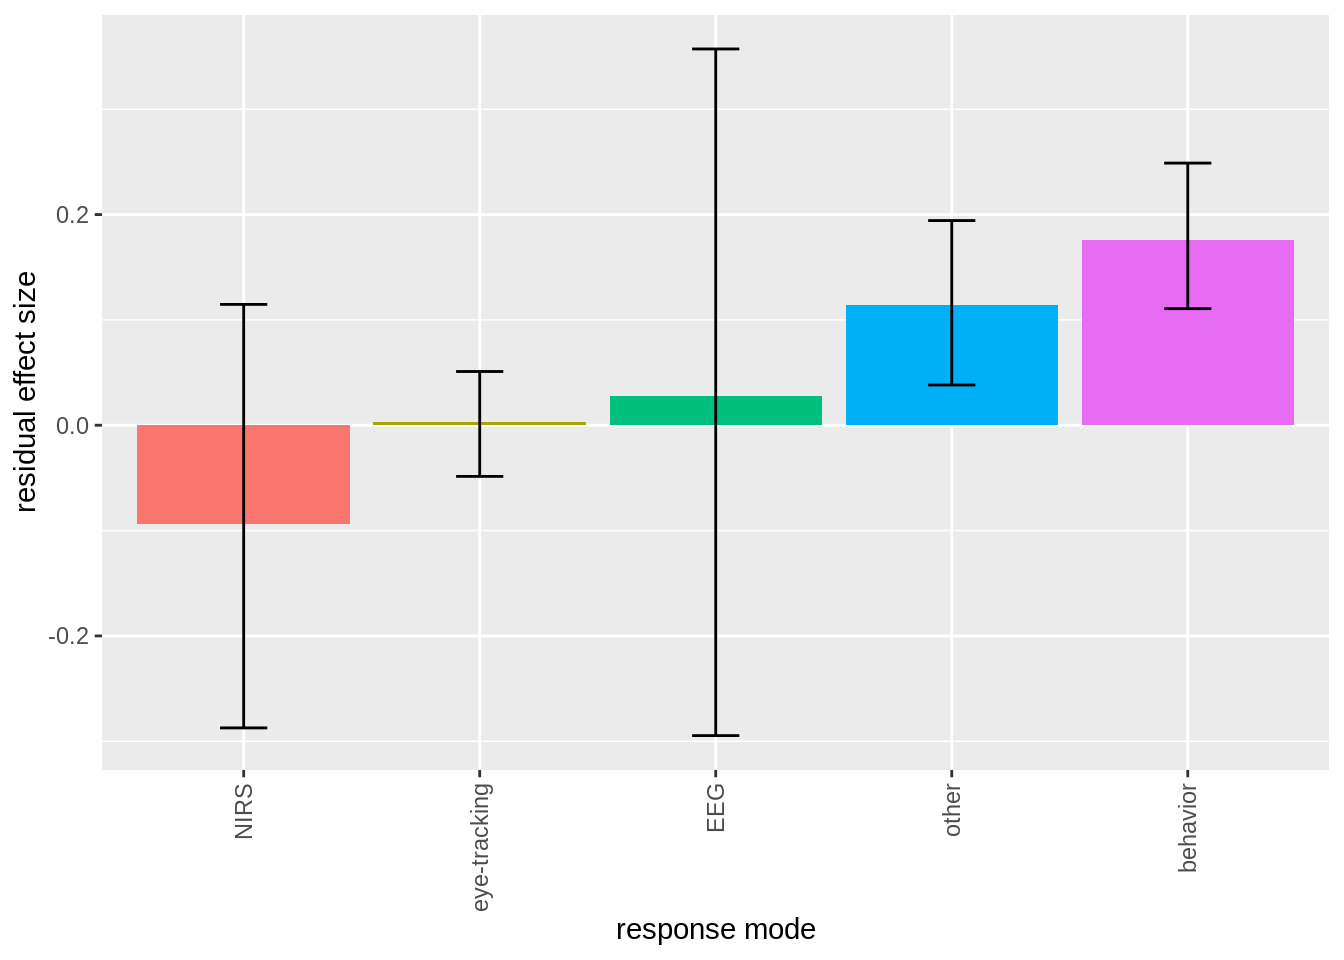 residual effect size
0.2
0.0
-0.2
NIRS
eye-tracking
EEG
other
behavior
response mode